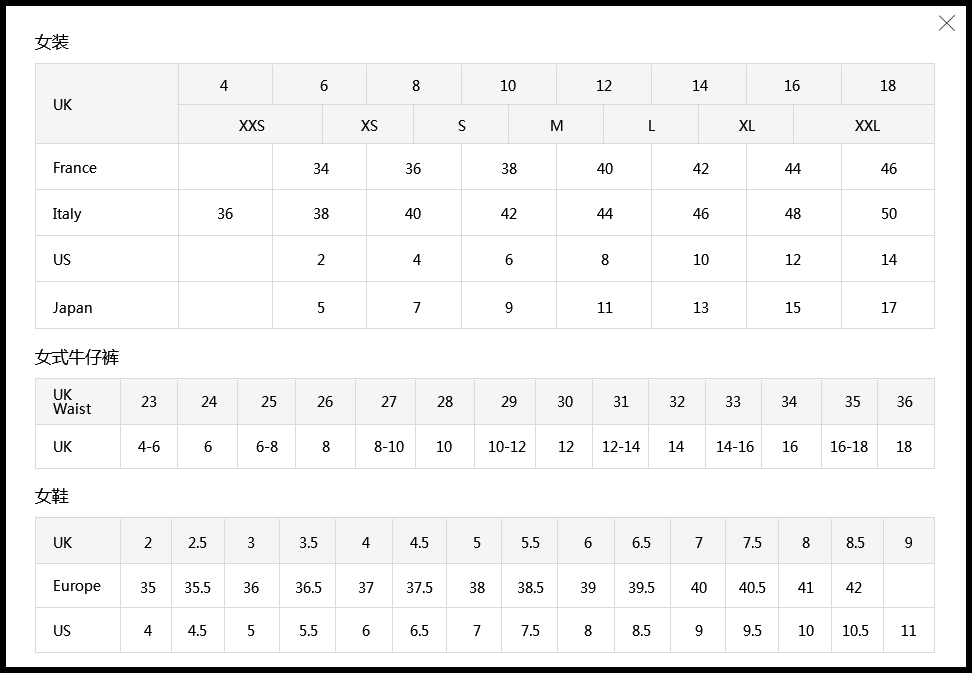 女装
UK 4 6 8 10 12 14 16 18
XXS XS S M L XL XXL
France 34 36 38 40 42 44 46
Italy 36 38 40 42 44 46 48 50
US 2 4 6 8 10 12 14
Japan 5 7 9 11 13 15 17
女式牛仔裤
UK Waist 23 24 25 26 27 28 29 30 31 32 33 34 35 36
UK 4-6 6 6-8 8 8-10 10 10-12 12 12-14 14 14-16 16 16-18 18
女鞋
UK 2 2.5 3 3.5 4 4.5 5 5.5 6 6.5 7 7.5 8 8.5 9
Europe 35 35.5 36 36.5 37 37.5 38 38.5 39 39.5 40 40.5 41 42
US 4 4.5 5 5.5 6 6.5 7 7.5 8 8.5 9 9.5 10 10.5 11